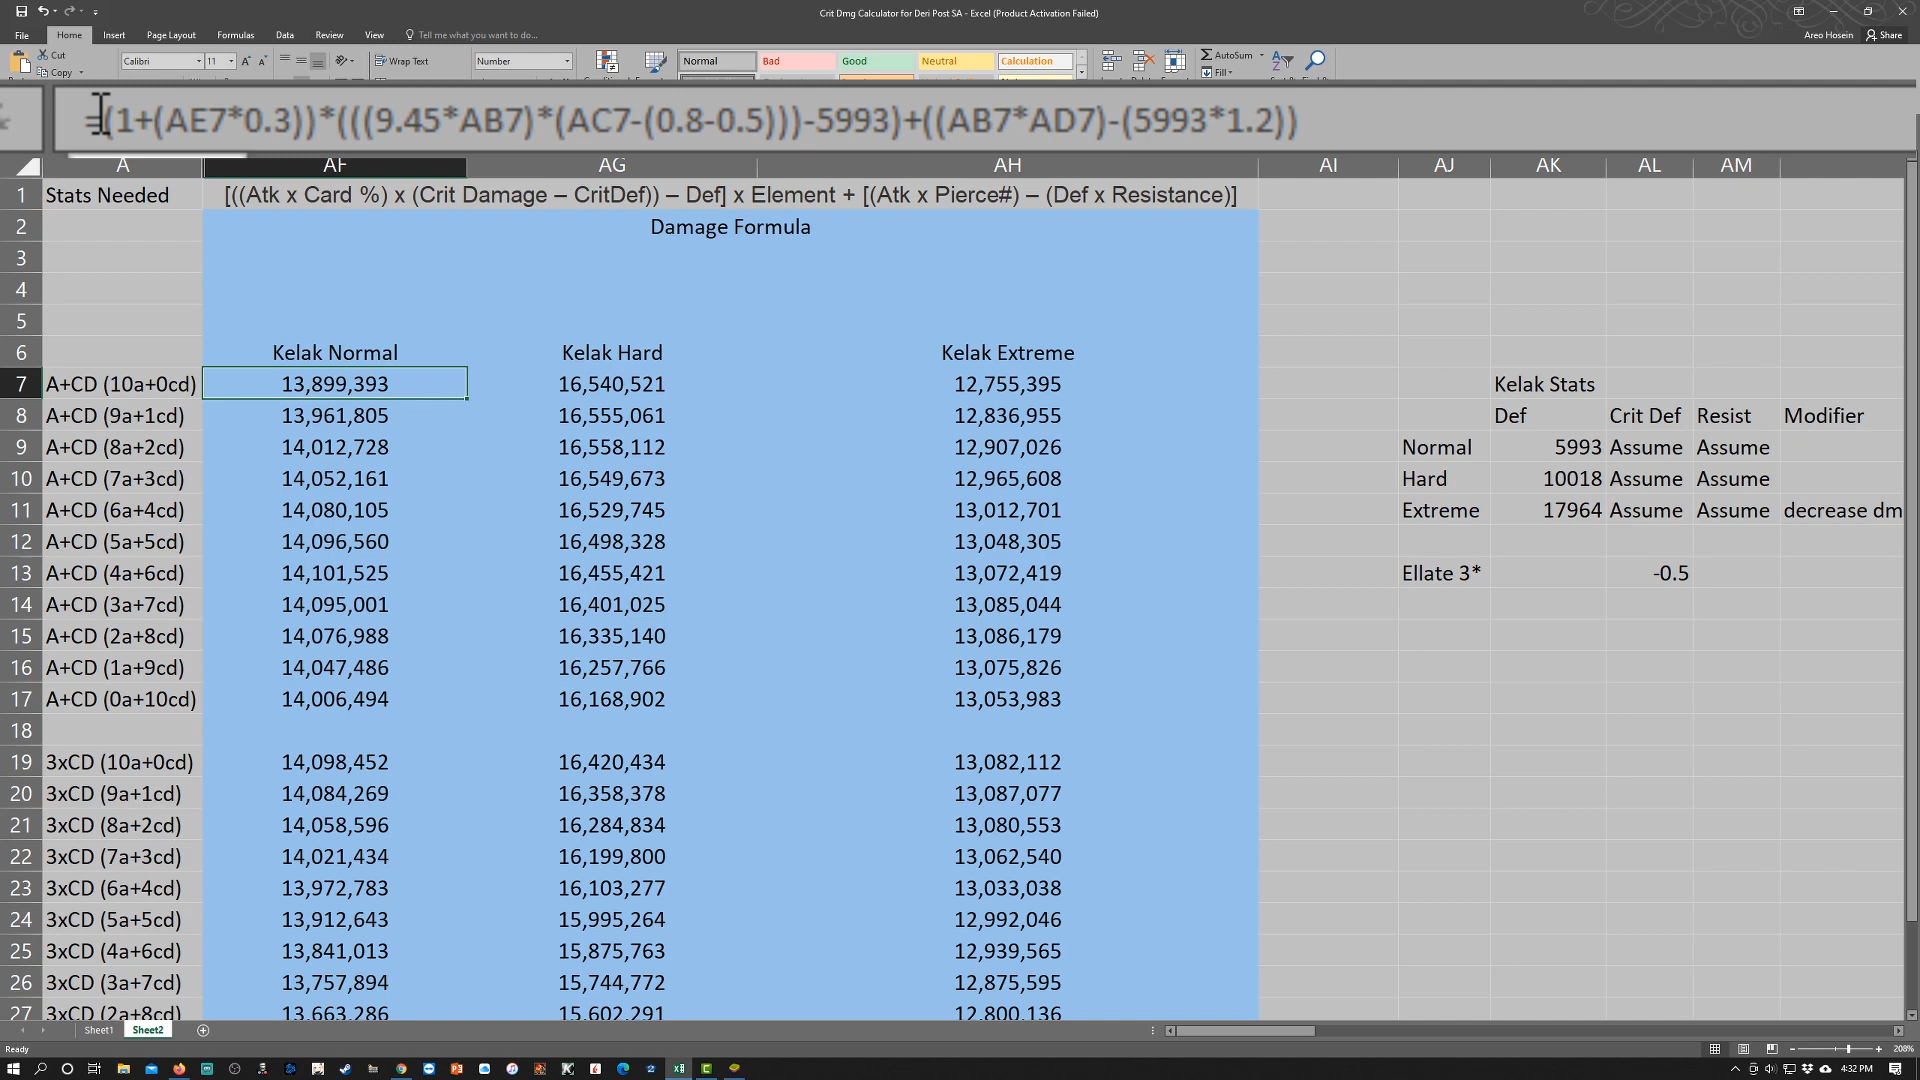 Crit Dmg Calculator for Deri Post SA - Excel (Product Activation Failed)
File Home Insert Page Layout Formulas Data Review View Tell me what you want to do... Areo Hosein Share
Cut
Copy
Calibri 11 Wrap Text Number Normal Bad Good Neutral Calculation AutoSum
Fill
=(1+(AE7*0.3))*(((9.45*AB7)*(AC7-(0.8-0.5)))-5993)+((AB7*AD7)-(5993*1.2))
A AF AG AH AI AJ AK AL AM
1 Stats Needed [((Atk x Card %) x (Crit Damage – CritDef)) – Def] x Element + [(Atk x Pierce#) – (Def x Resistance)]
2 Damage Formula
3
4
5
6 Kelak Normal Kelak Hard Kelak Extreme
7 A+CD (10a+0cd) 13,899,393 16,540,521 12,755,395 Kelak Stats
8 A+CD (9a+1cd) 13,961,805 16,555,061 12,836,955 Def Crit Def Resist Modifier
9 A+CD (8a+2cd) 14,012,728 16,558,112 12,907,026 Normal 5993 Assume Assume
10 A+CD (7a+3cd) 14,052,161 16,549,673 12,965,608 Hard 10018 Assume Assume
11 A+CD (6a+4cd) 14,080,105 16,529,745 13,012,701 Extreme 17964 Assume Assume decrease dm
12 A+CD (5a+5cd) 14,096,560 16,498,328 13,048,305
13 A+CD (4a+6cd) 14,101,525 16,455,421 13,072,419 Ellate 3* -0.5
14 A+CD (3a+7cd) 14,095,001 16,401,025 13,085,044
15 A+CD (2a+8cd) 14,076,988 16,335,140 13,086,179
16 A+CD (1a+9cd) 14,047,486 16,257,766 13,075,826
17 A+CD (0a+10cd) 14,006,494 16,168,902 13,053,983
18
19 3xCD (10a+0cd) 14,098,452 16,420,434 13,082,112
20 3xCD (9a+1cd) 14,084,269 16,358,378 13,087,077
21 3xCD (8a+2cd) 14,058,596 16,284,834 13,080,553
22 3xCD (7a+3cd) 14,021,434 16,199,800 13,062,540
23 3xCD (6a+4cd) 13,972,783 16,103,277 13,033,038
24 3xCD (5a+5cd) 13,912,643 15,995,264 12,992,046
25 3xCD (4a+6cd) 13,841,013 15,875,763 12,939,565
26 3xCD (3a+7cd) 13,757,894 15,744,772 12,875,595
27 3xCD (2a+8cd) 13,663,286 15,602,291 12,800,136
Sheet1 Sheet2
Ready 208%
4:32 PM